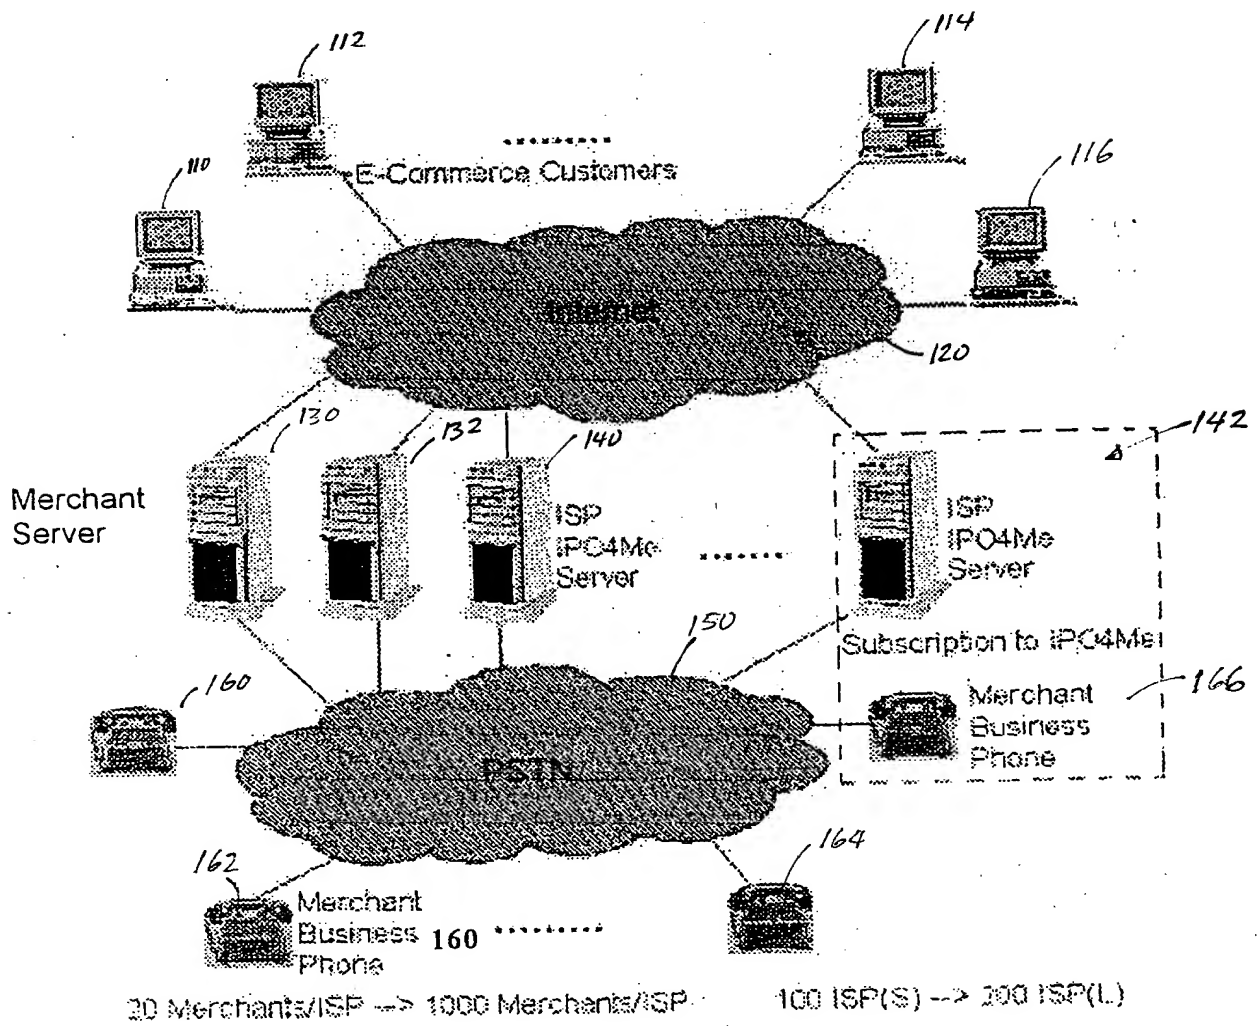 112
114
110
E-Commerce Customers
116
Internet
120
130
132
140
142
Merchant
Server
ISP
IPO4Me
Server
ISP
IPO4Me
Server
150
Subscription to IPO4Me
160
Merchant
Business
Phone
166
PSTN
162
164
Merchant
Business 160
Phone
20 Merchants/ISP --> 1000 Merchants/ISP
100 ISP(S) --> 200 ISP(L)